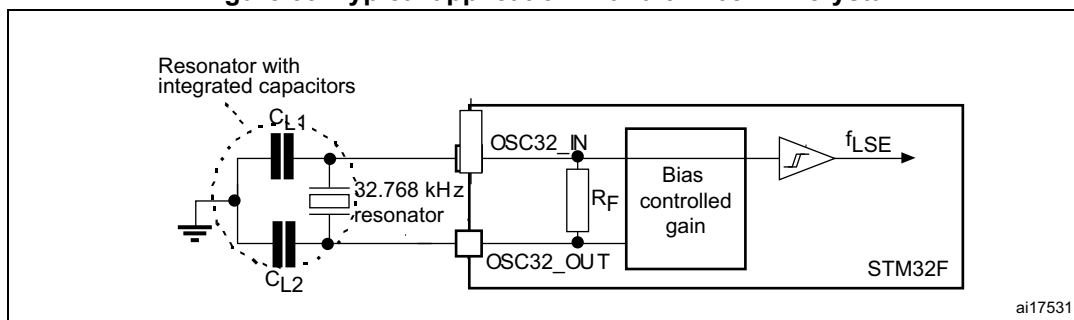 Resonator with
integrated capacitors
CL1
OSC32_IN
fLSE
32.768 kHz
resonator
RF
Bias
controlled
gain
OSC32_OUT
STM32F
CL2
ai17531